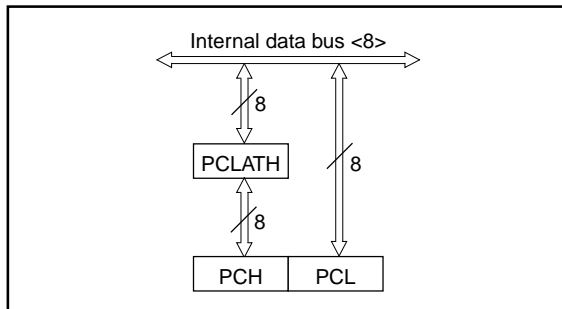 Internal data bus <8>
8
PCLATH
8
8
PCH PCL